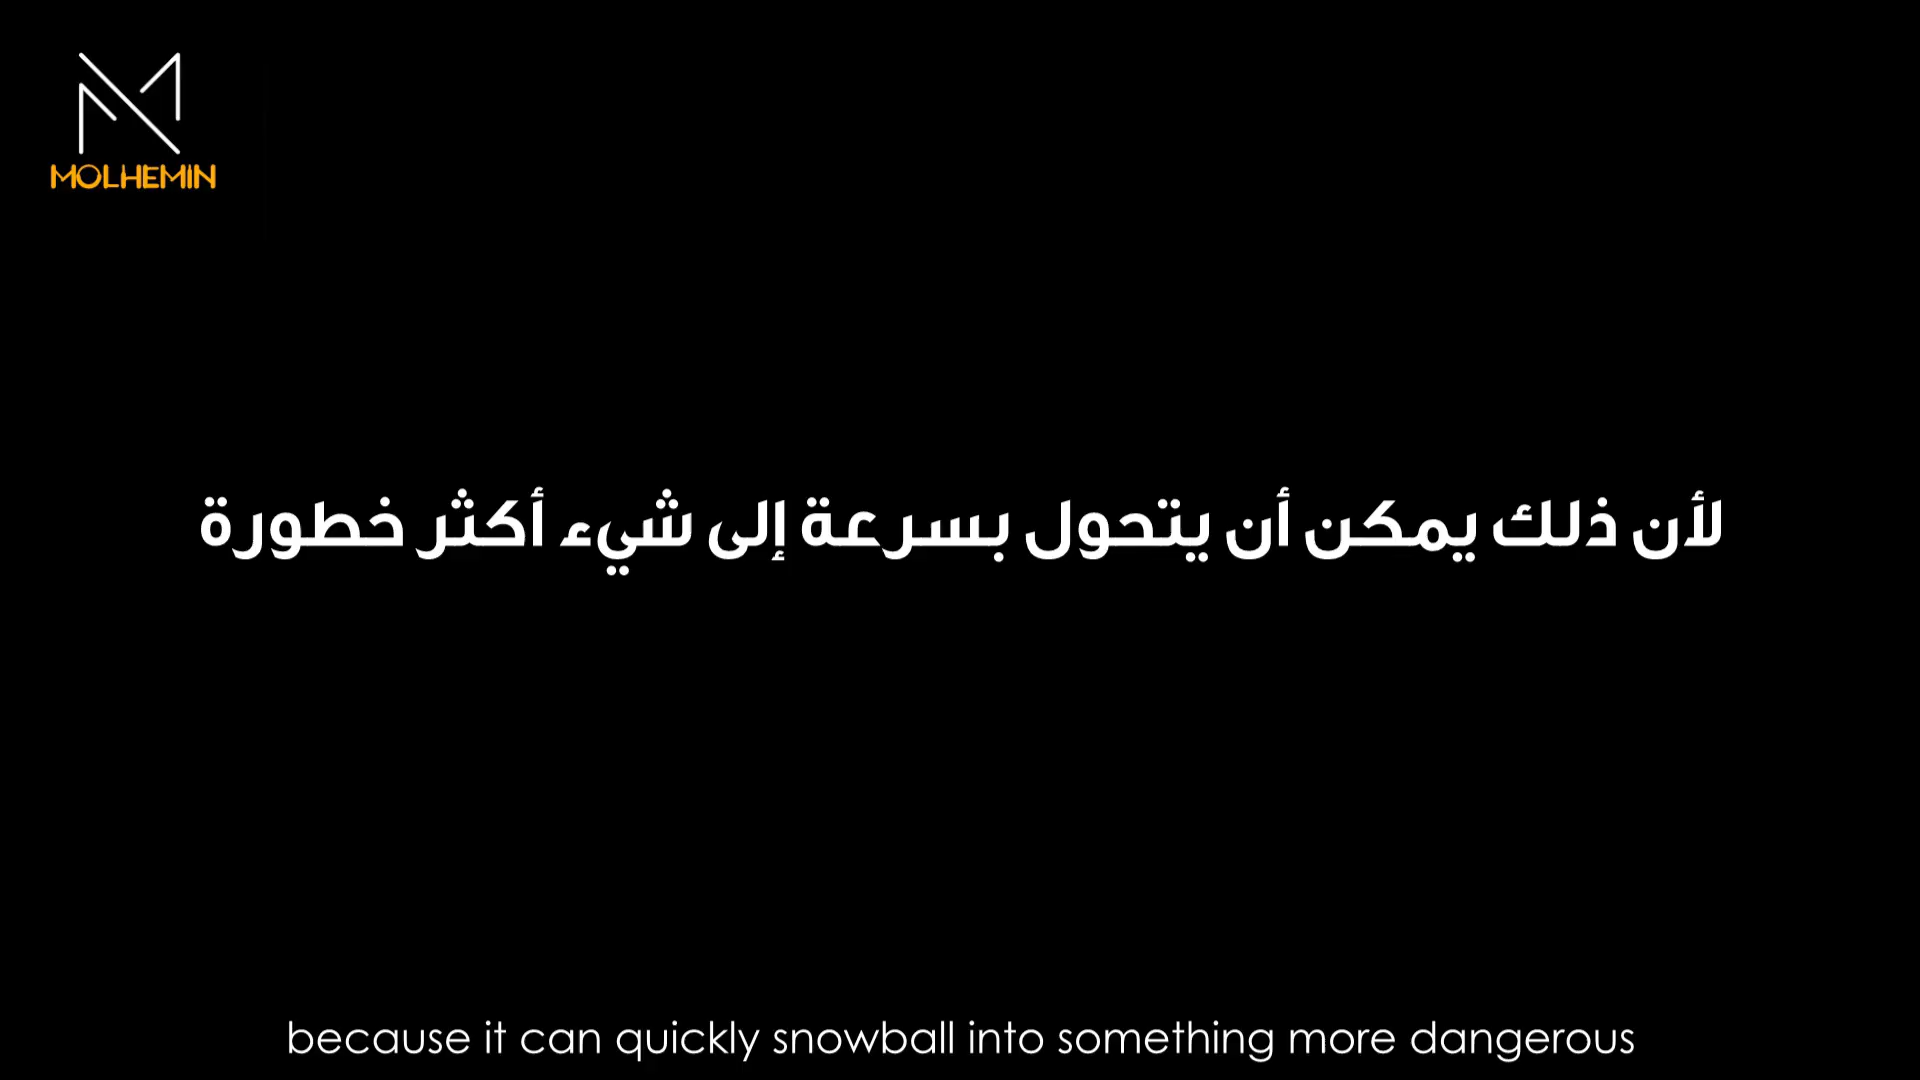 MOLHEMIN
لأن ذلك يمكن أن يتحول بسرعة إلى شيء أكثر خطورة
because it can quickly snowball into something more dangerous